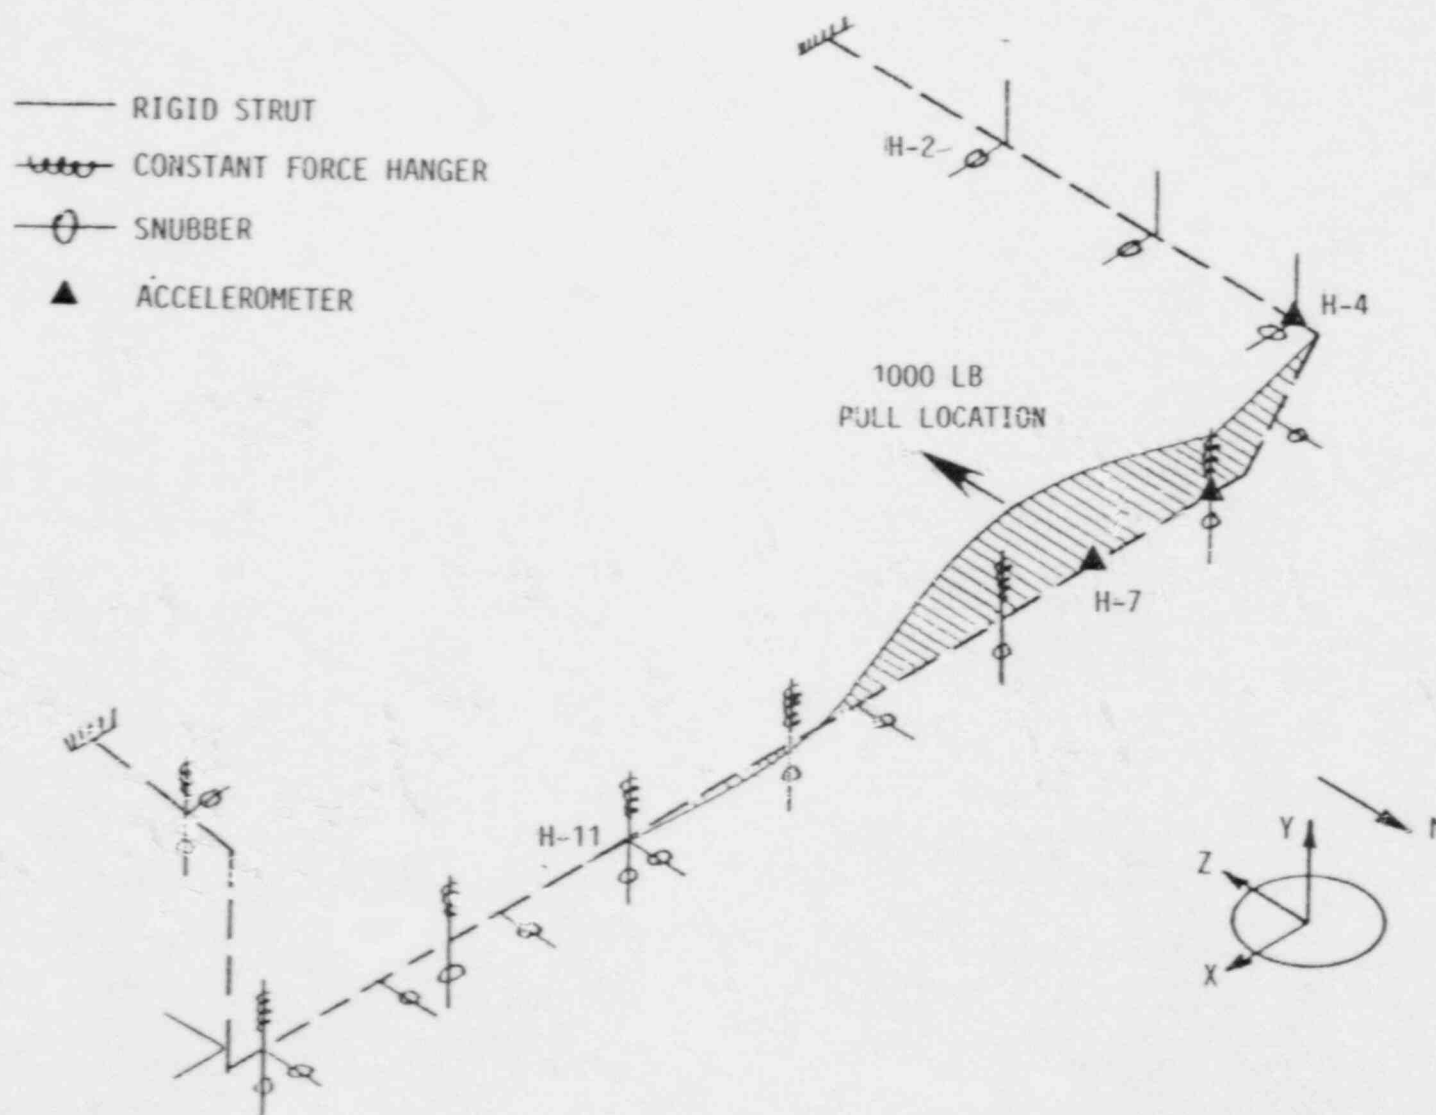 RIGID STRUT
CONSTANT FORCE HANGER
SNUBBER
ACCELEROMETER
H-2
H-4
1000 LB
PULL LOCATION
H-7
H-11
Y
N
Z
X